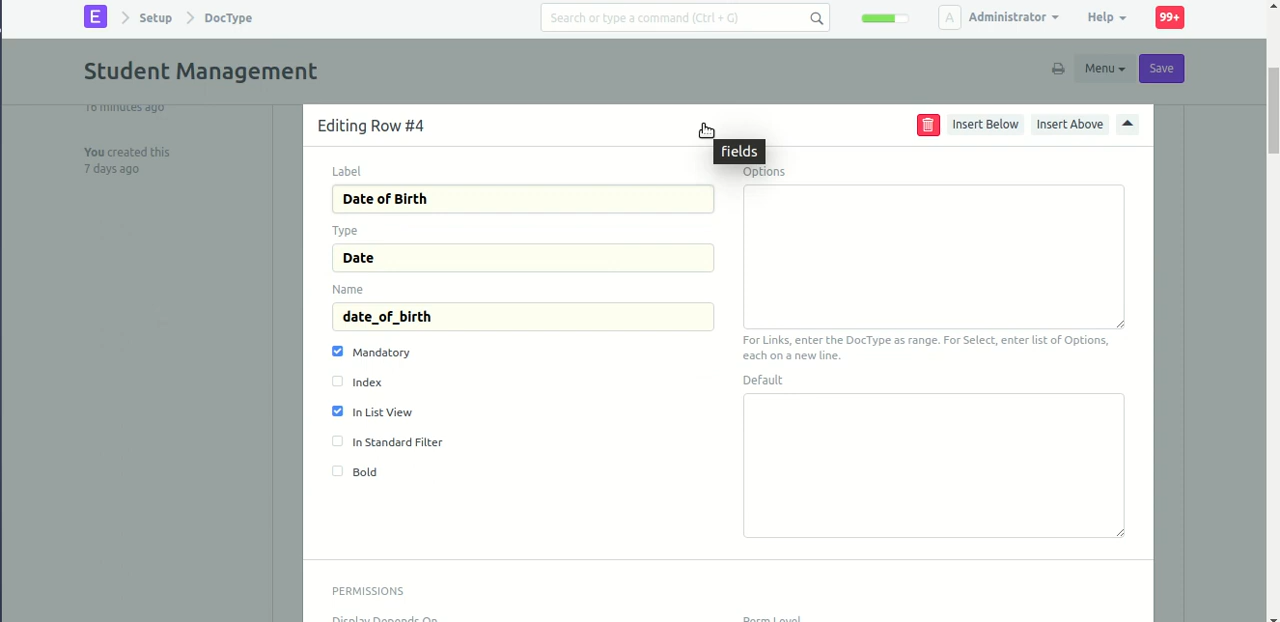 E Setup DocType Search or type a command (Ctrl + G) A Administrator Help 99+
Student Management Menu Save
16 minutes ago
You created this
7 days ago
Editing Row #4 Insert Below Insert Above
fields
Label Options
Date of Birth
Type
Date
Name
date_of_birth
For Links, enter the DocType as range. For Select, enter list of Options,
each on a new line.
Mandatory
Default
Index
In List View
In Standard Filter
Bold
PERMISSIONS
Display Depends On Perm Level